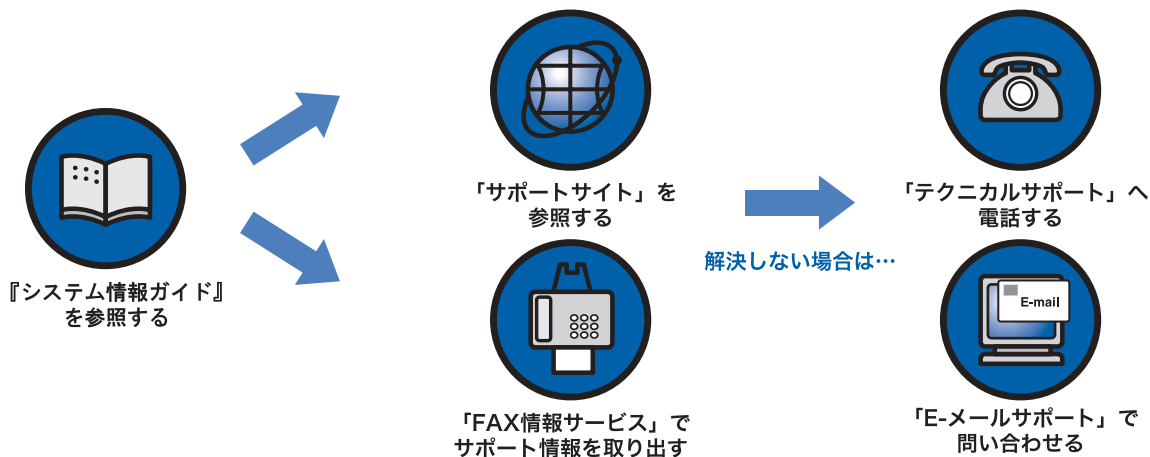 『システム情報ガイド』
を参照する
「サポートサイト」を
参照する
「FAX情報サービス」で
サポート情報を取り出す
解決しない場合は…
「テクニカルサポート」へ
電話する
E-mail
「E-メールサポート」で
問い合わせる